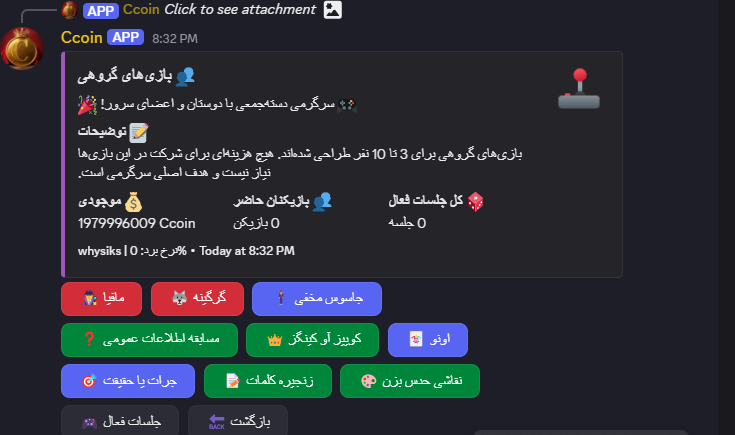 APP Ccoin Click to see attachment
Ccoin APP 8:32 PM
بازی‌های گروهی
سرگرمی دسته‌جمعی با دوستان و اعضای سرور!
توضیحات
بازی‌های گروهی برای 3 تا 10 نفر طراحی شده‌اند. هیچ هزینه‌ای برای شرکت در این بازی‌ها
نیاز نیست و هدف اصلی سرگرمی است.
کل جلسات فعال
0 جلسه
بازیکنان حاضر
0 بازیکن
موجودی
1979996009 Ccoin
whysiks | نرخ برد: 0% • Today at 8:32 PM
مافیا
گرگینه
جاسوس مخفی
مسابقه اطلاعات عمومی
کوییز آو کینگز
اونو
جرات یا حقیقت
زنجیره کلمات
نقاشی حدس بزن
جلسات فعال
BACK بازگشت